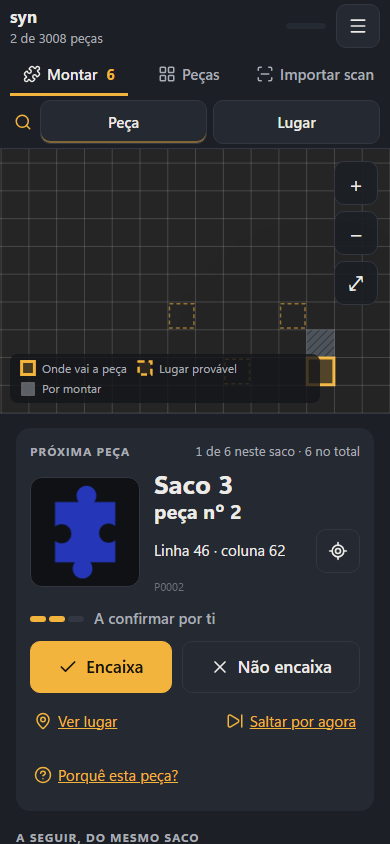 syn
2 de 3008 peças
Montar 6
Peças
Importar scan
Peça
Lugar
+
−
Onde vai a peça
Lugar provável
Por montar
PRÓXIMA PEÇA
1 de 6 neste saco · 6 no total
Saco 3
peça nº 2
Linha 46 · coluna 62
P0002
A confirmar por ti
Encaixa
Não encaixa
Ver lugar
Saltar por agora
Porquê esta peça?
A SEGUIR, DO MESMO SACO